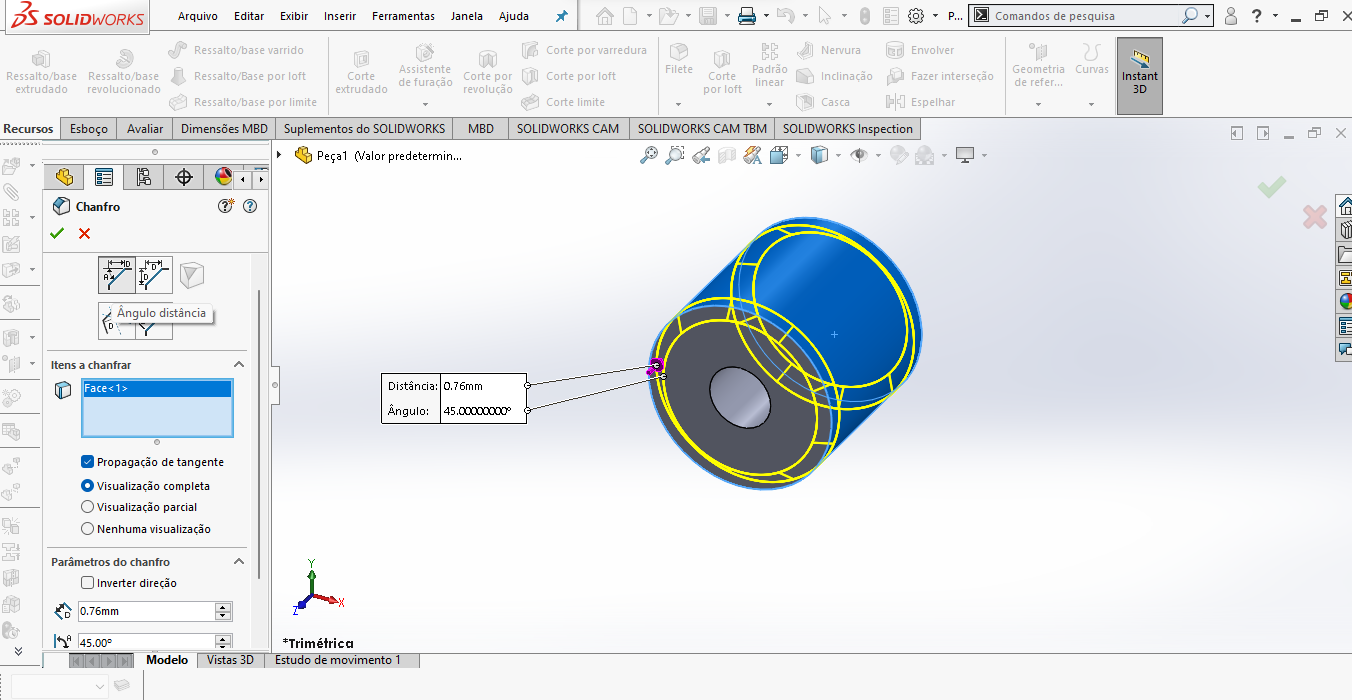 SOLIDWORKS
Arquivo Editar Exibir Inserir Ferramentas Janela Ajuda P... Comandos de pesquisa ?
Ressalto/base extrudado
Ressalto/base revolucionado
Ressalto/base varrido
Ressalto/Base por loft
Ressalto/base por limite
Corte extrudado
Assistente de furação
Corte por revolução
Corte por varredura
Corte por loft
Corte limite
Filete
Corte por loft
Padrão linear
Nervura
Inclinação
Casca
Envolver
Fazer interseção
Espelhar
Geometria de refer...
Curvas
Instant 3D
Recursos Esboço Avaliar Dimensões MBD Suplementos do SOLIDWORKS MBD SOLIDWORKS CAM SOLIDWORKS CAM TBM SOLIDWORKS Inspection
Peça1 (Valor predetermin...
Chanfro
Ângulo distância
Itens a chanfrar
Face<1>
Propagação de tangente
Visualização completa
Visualização parcial
Nenhuma visualização
Parâmetros do chanfro
Inverter direção
0.76mm
45.00º
Distância: 0.76mm
Ângulo: 45.00000000º
Y
X
Z
*Trimétrica
Modelo Vistas 3D Estudo de movimento 1